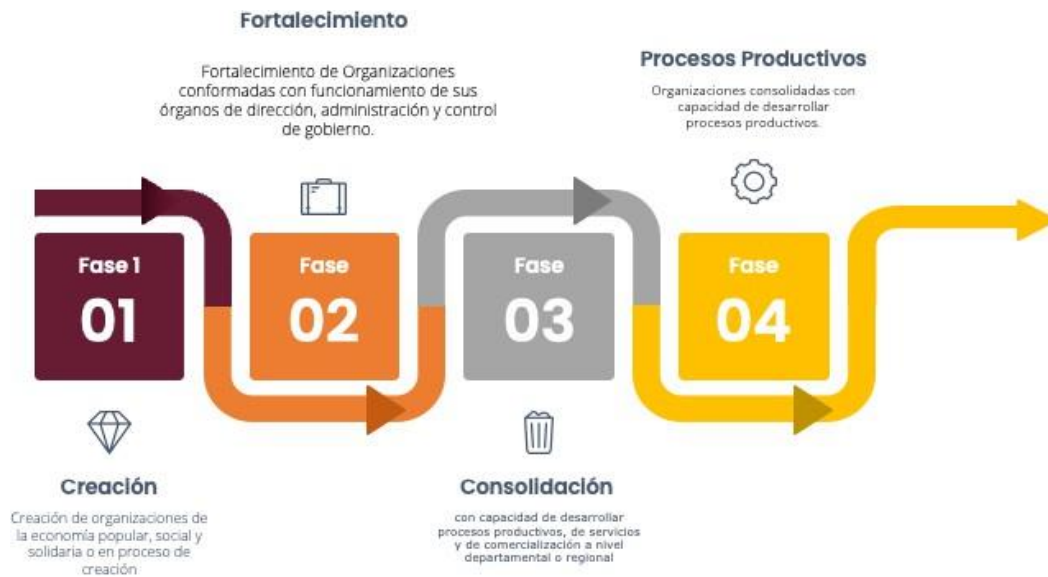 Fortalecimiento
Fortalecimiento de Organizaciones
conformadas con funcionamiento de sus
órganos de dirección, administración y control
de gobierno.
Procesos Productivos
Organizaciones consolidadas con
capacidad de desarrollar
procesos productivos.
Fase 1
01
Fase
02
Fase
03
Fase
04
Creación
Creación de organizaciones de
la economía popular, social y
solidaria o en proceso de
creación
Consolidación
con capacidad de desarrollar
procesos productivos, de servicios
y de comercialización a nivel
departamental o regional